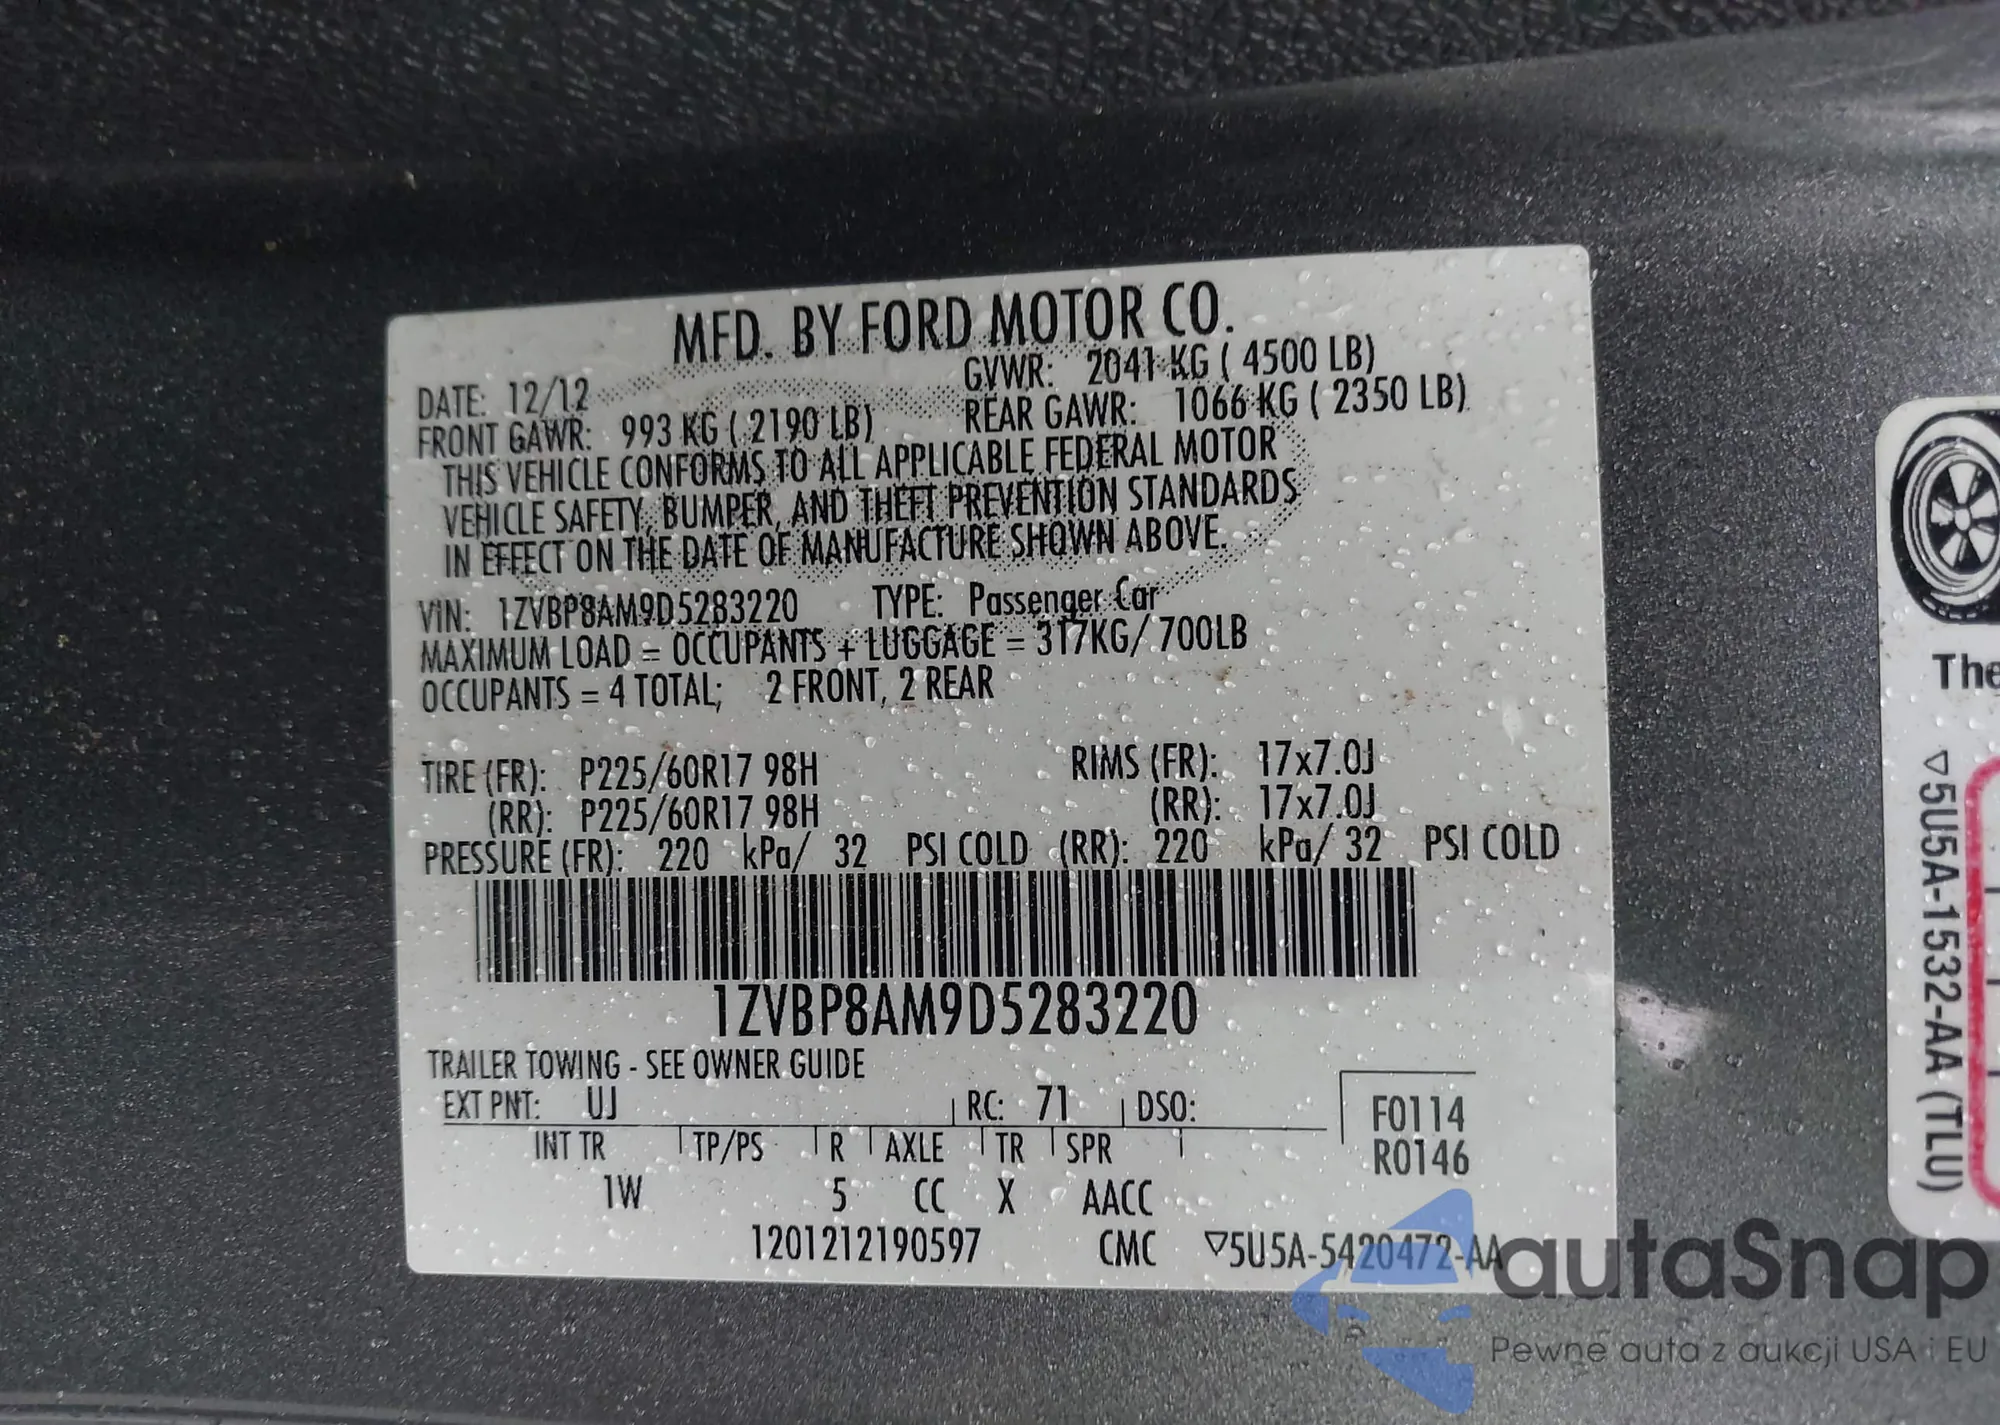 MFD. BY FORD MOTOR CO.
DATE: 12/12 GVWR: 2041 KG ( 4500 LB)
FRONT GAWR: 993 KG ( 2190 LB) REAR GAWR: 1066 KG ( 2350 LB)
THIS VEHICLE CONFORMS TO ALL APPLICABLE FEDERAL MOTOR
VEHICLE SAFETY, BUMPER, AND THEFT PREVENTION STANDARDS
IN EFFECT ON THE DATE OF MANUFACTURE SHOWN ABOVE.
VIN: 1ZVBP8AM9D5283220 TYPE: Passenger Car
MAXIMUM LOAD = OCCUPANTS + LUGGAGE = 317KG/ 700LB
OCCUPANTS = 4 TOTAL; 2 FRONT, 2 REAR
TIRE (FR): P225/60R17 98H RIMS (FR): 17x7.0J
(RR): P225/60R17 98H (RR): 17x7.0J
PRESSURE (FR): 220 kPa/ 32 PSI COLD (RR): 220 kPa/ 32 PSI COLD
1ZVBP8AM9D5283220
TRAILER TOWING - SEE OWNER GUIDE
EXT PNT: UJ RC: 71 DSO: F0114
INT TR TP/PS R AXLE TR SPR R0146
1W 5 CC X AACC
1201212190597 CMC ▽5U5A-5420472-AA
The
▽5U5A-1532-AA (TLU)
autaSnap
Pewne auta z aukcji USA i EU